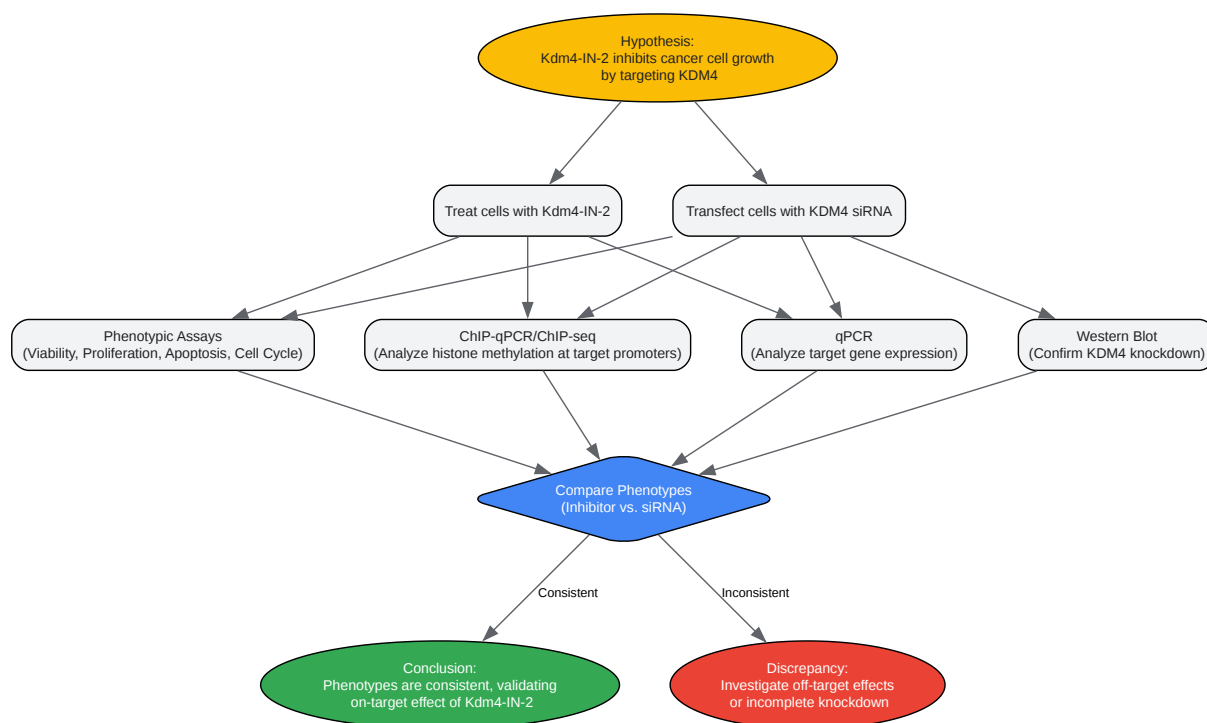 Hypothesis:
Kdm4-IN-2 inhibits cancer cell growth
by targeting KDM4
Treat cells with Kdm4-IN-2
Transfect cells with KDM4 siRNA
Phenotypic Assays
(Viability, Proliferation, Apoptosis, Cell Cycle)
ChIP-qPCR/ChIP-seq
(Analyze histone methylation at target promoters)
qPCR
(Analyze target gene expression)
Western Blot
(Confirm KDM4 knockdown)
Compare Phenotypes
(Inhibitor vs. siRNA)
Consistent
Inconsistent
Conclusion:
Phenotypes are consistent, validating
on-target effect of Kdm4-IN-2
Discrepancy:
Investigate off-target effects
or incomplete knockdown